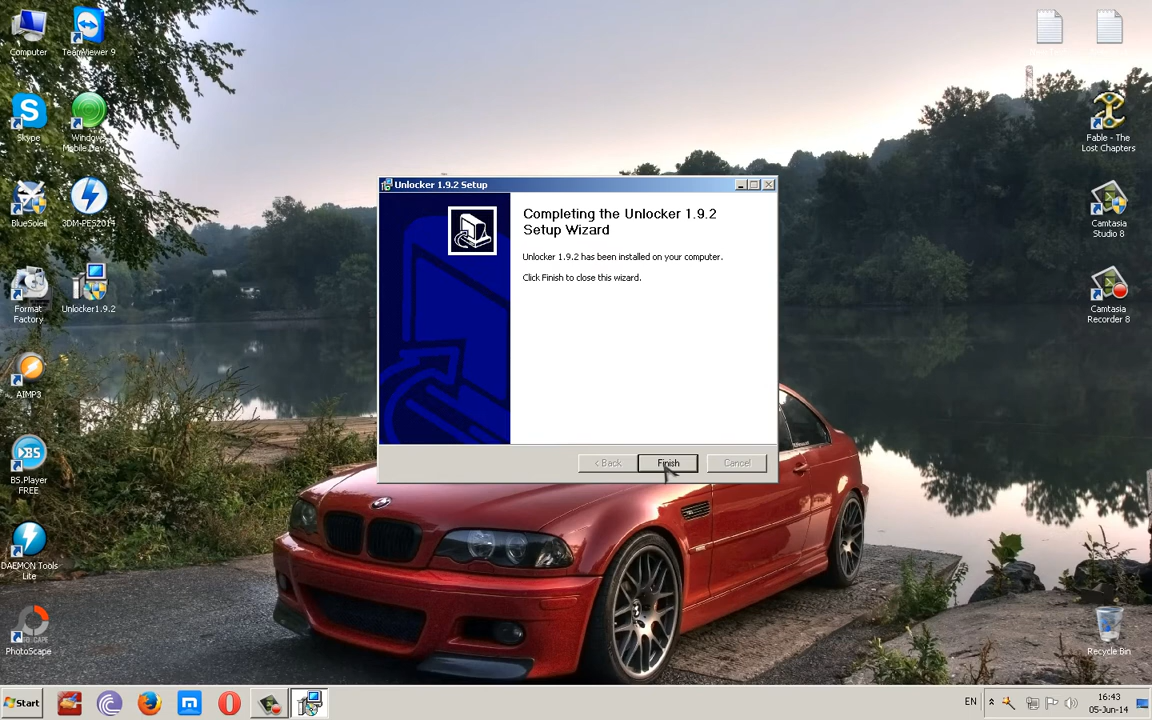 Computer
TeamViewer 9
Skype
Windows
Mobile Dev...
BlueSoleil
3DM-PES2014
Format
Factory
Unlocker1.9.2
AIMP3
BS.Player
FREE
DAEMON Tools
Lite
PhotoScape
Unlocker 1.9.2 Setup
Completing the Unlocker 1.9.2
Setup Wizard
Unlocker 1.9.2 has been installed on your computer.
Click Finish to close this wizard.
< Back
Finish
Cancel
Fable - The
Lost Chapters
Camtasia
Studio 8
Camtasia
Recorder 8
Recycle Bin
Start
EN
16:43
05-Jun-14